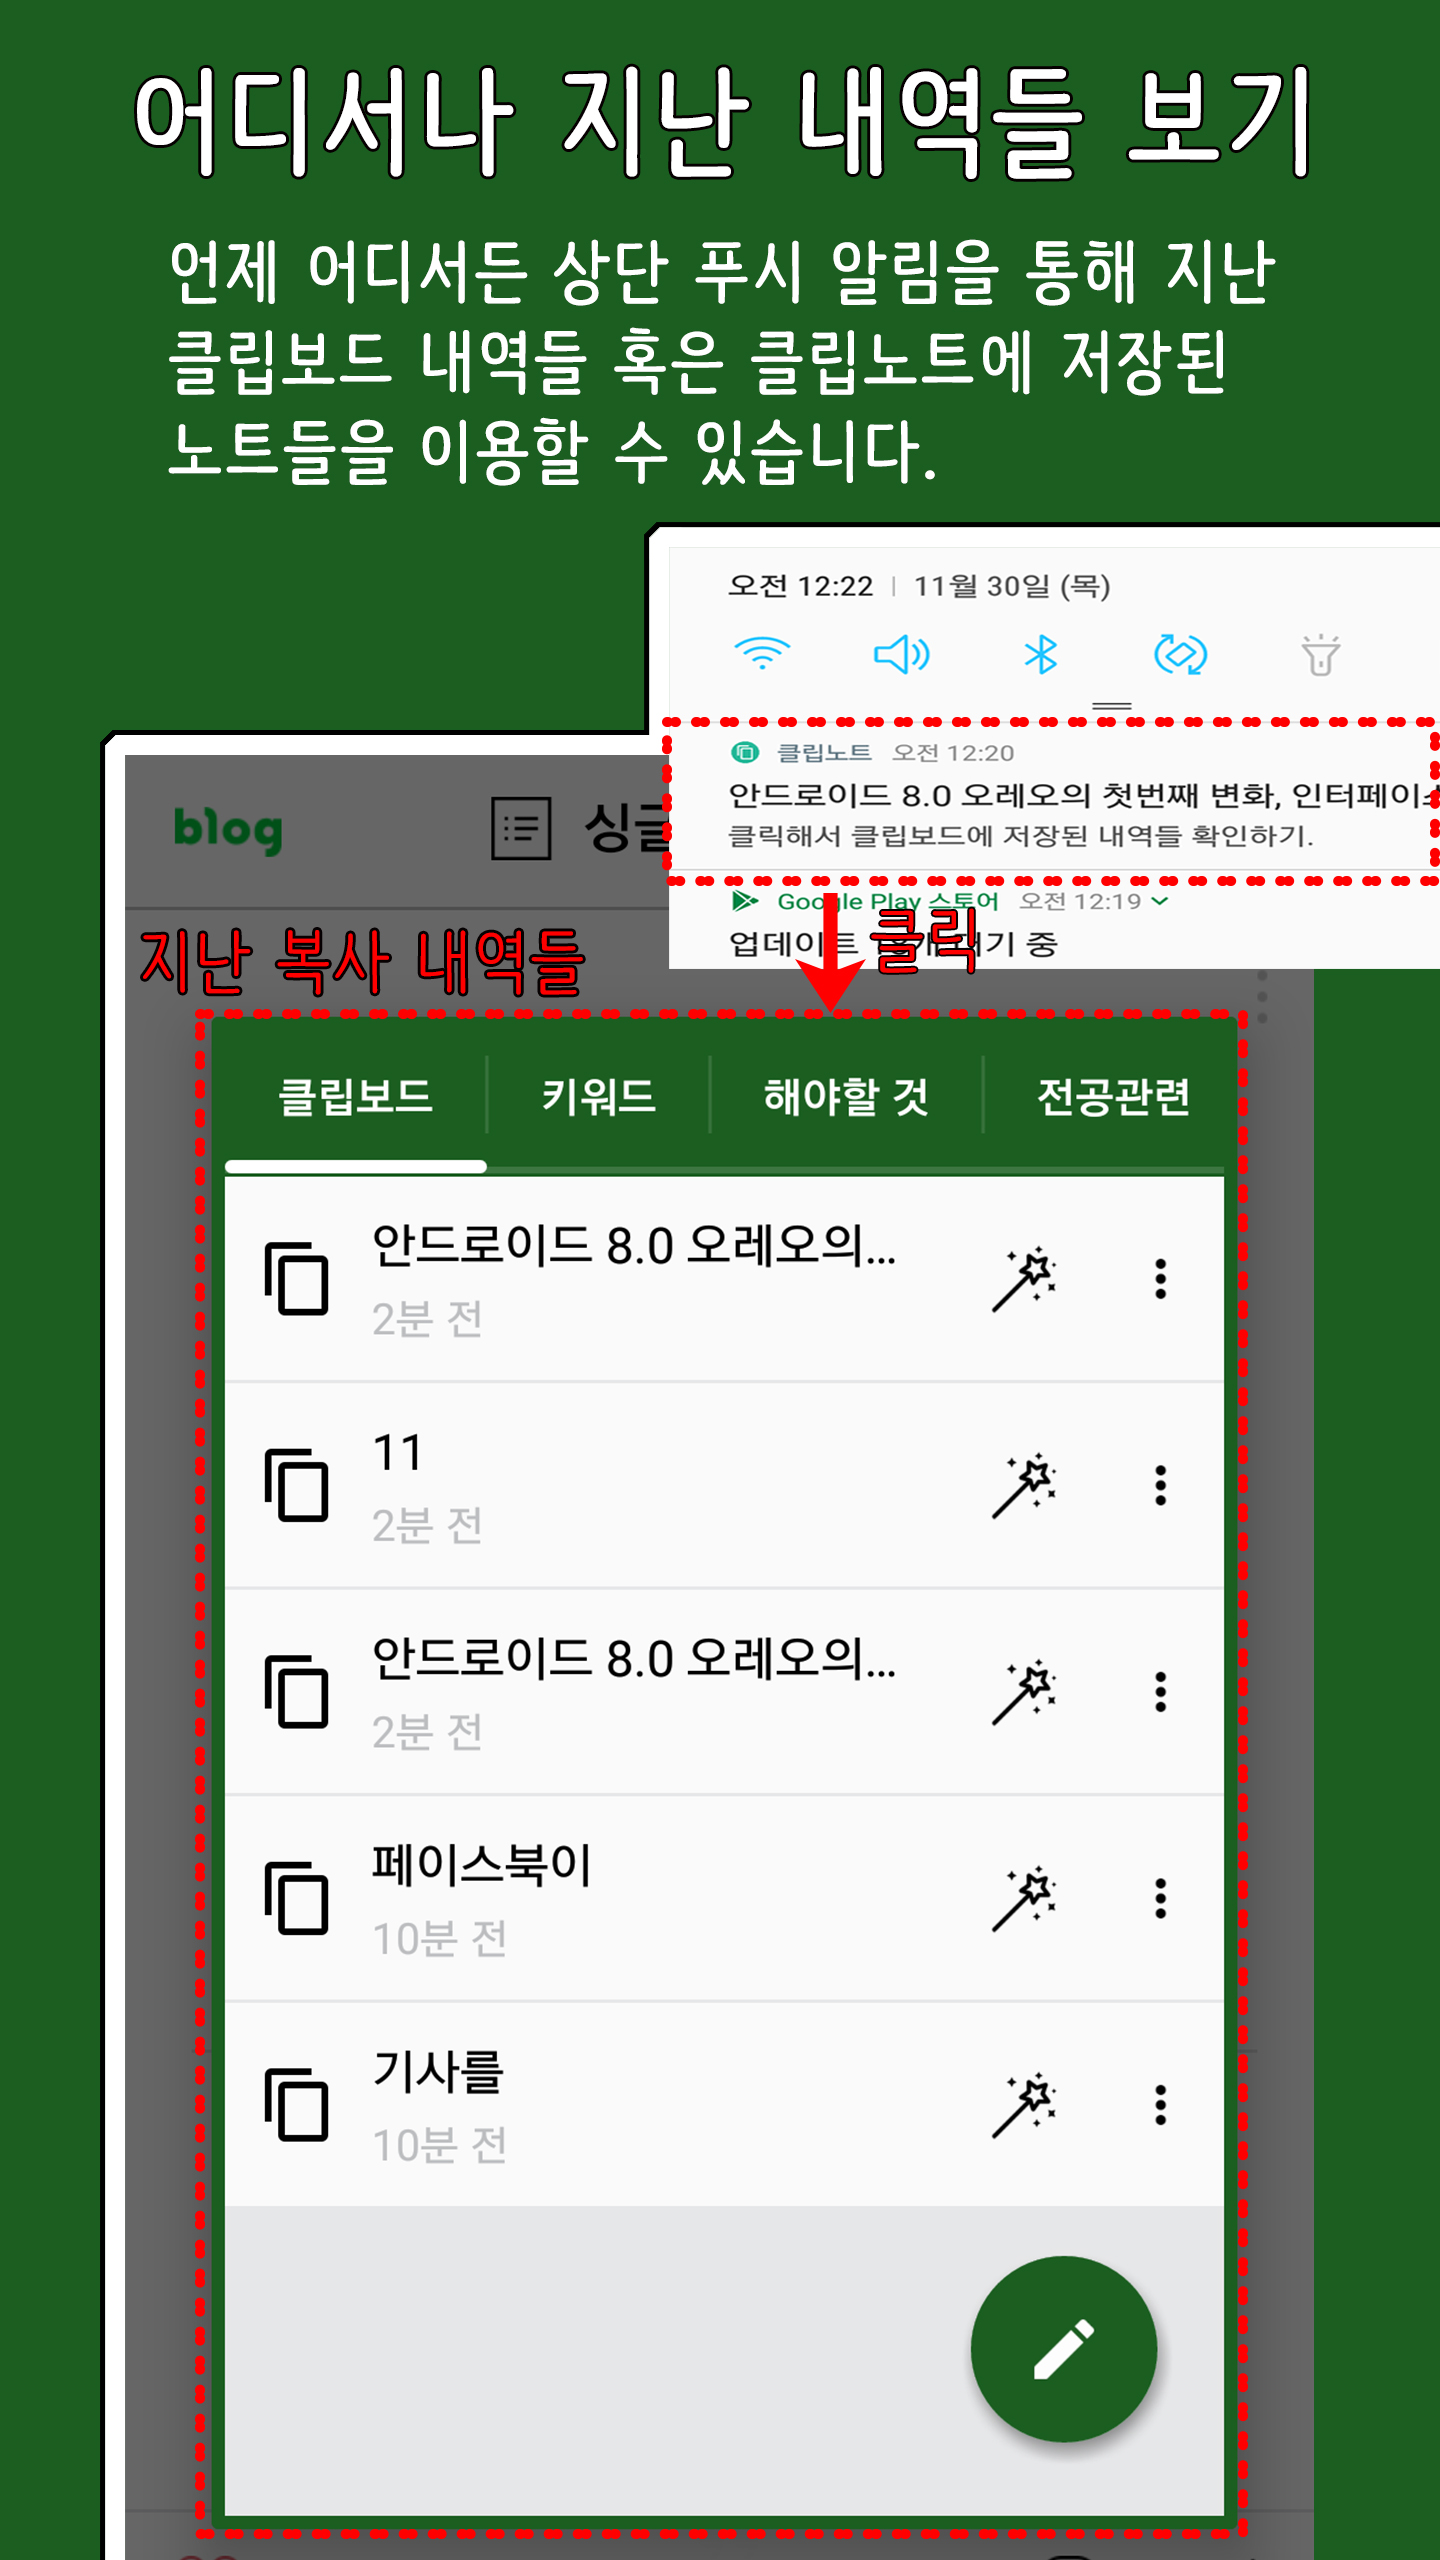 어디서나 지난 내역들 보기
언제 어디서든 상단 푸시 알림을 통해 지난
클립보드 내역들 혹은 클립노트에 저장된
노트들을 이용할 수 있습니다.
오전 12:22 | 11월 30일 (목)
클립노트 오전 12:20
안드로이드 8.0 오레오의 첫번째 변화, 인터페이스
클릭해서 클립보드에 저장된 내역들 확인하기.
Google Play 스토어 오전 12:19
업데이트 대기 중
클릭
blog
지난 복사 내역들
클립보드 키워드 해야할 것 전공관련
안드로이드 8.0 오레오의...
2분 전
11
2분 전
안드로이드 8.0 오레오의...
2분 전
페이스북이
10분 전
기사를
10분 전